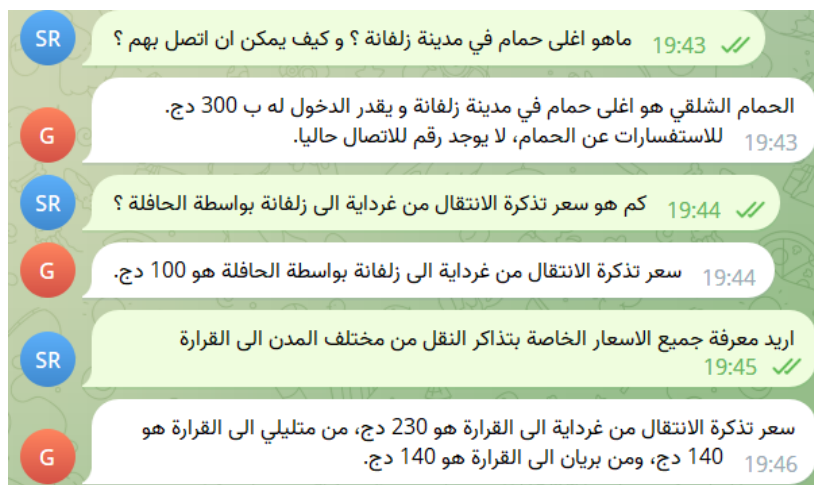 SR
ماهو اغلى حمام في مدينة زلفانة ؟ و كيف يمكن ان اتصل بهم ؟ 19:43
الحمام الشلقي هو اغلى حمام في مدينة زلفانة و يقدر الدخول له ب 300 دج.
G
للاستفسارات عن الحمام، لا يوجد رقم للاتصال حاليا. 19:43
SR
كم هو سعر تذكرة الانتقال من غرداية الى زلفانة بواسطة الحافلة ؟ 19:44
G
سعر تذكرة الانتقال من غرداية الى زلفانة بواسطة الحافلة هو 100 دج. 19:44
اريد معرفة جميع الاسعار الخاصة بتذاكر النقل من مختلف المدن الى القرارة
SR
19:45
سعر تذكرة الانتقال من غرداية الى القرارة هو 230 دج، من متليلي الى القرارة هو
G
140 دج، ومن بريان الى القرارة هو 140 دج. 19:46